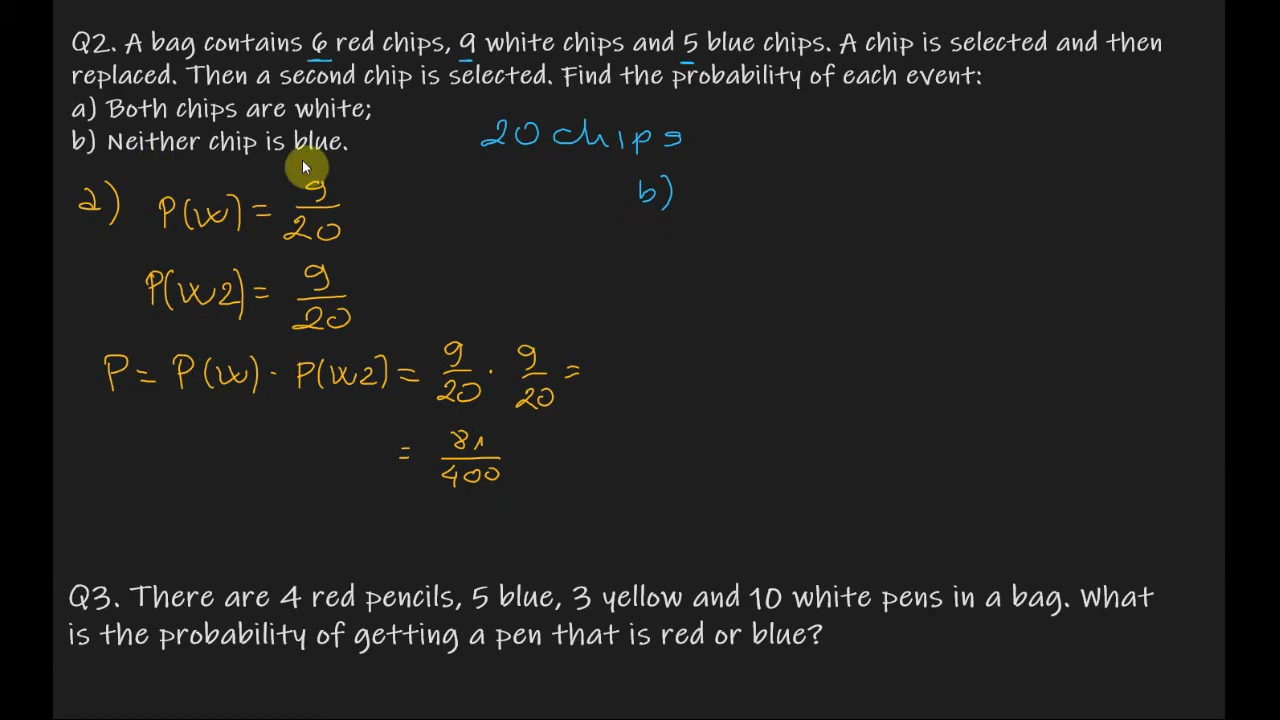 Q2. A bag contains 6 red chips, 9 white chips and 5 blue chips. A chip is selected and then
replaced. Then a second chip is selected. Find the probability of each event:
a) Both chips are white;
b) Neither chip is blue.
20 chips
a) P(W) = 9/20
P(W2) = 9/20
P = P(W) · P(W2) = 9/20 · 9/20 =
= 81/400
b)
Q3. There are 4 red pencils, 5 blue, 3 yellow and 10 white pens in a bag. What
is the probability of getting a pen that is red or blue?